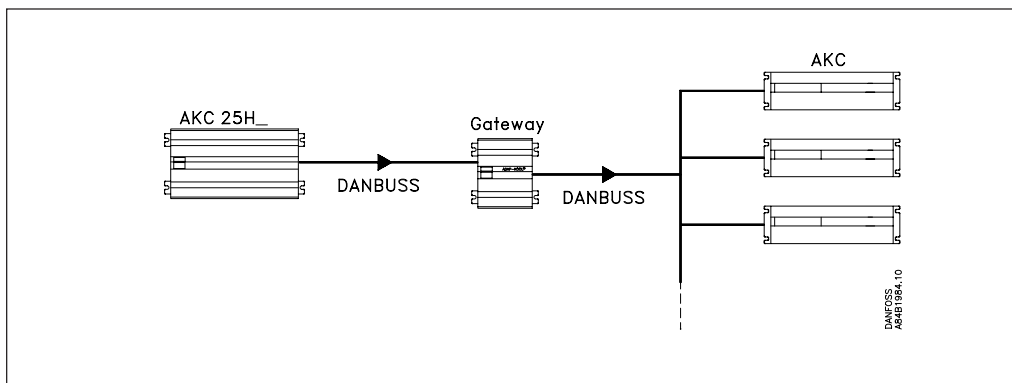 AKC
AKC 25H_
Gateway
DANBUSS
DANBUSS
DANFOSS
A84B1984.10